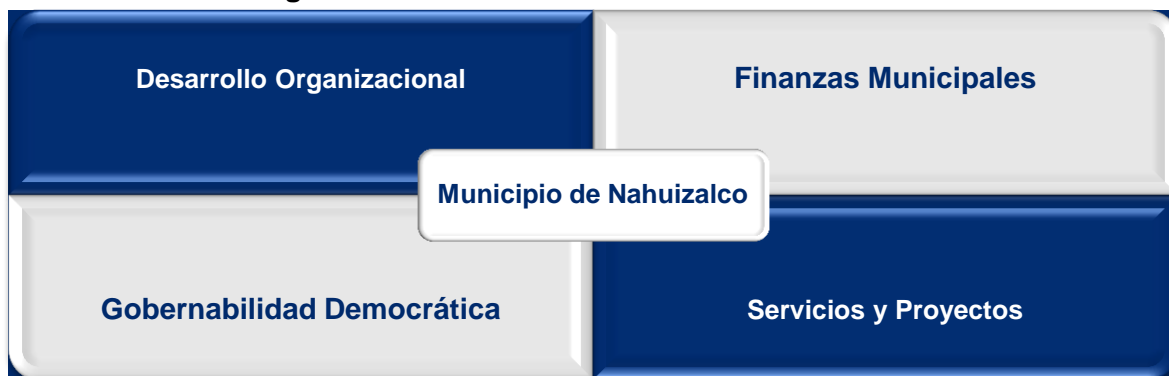 Desarrollo Organizacional
Finanzas Municipales
Municipio de Nahuizalco
Gobernabilidad Democrática
Servicios y Proyectos